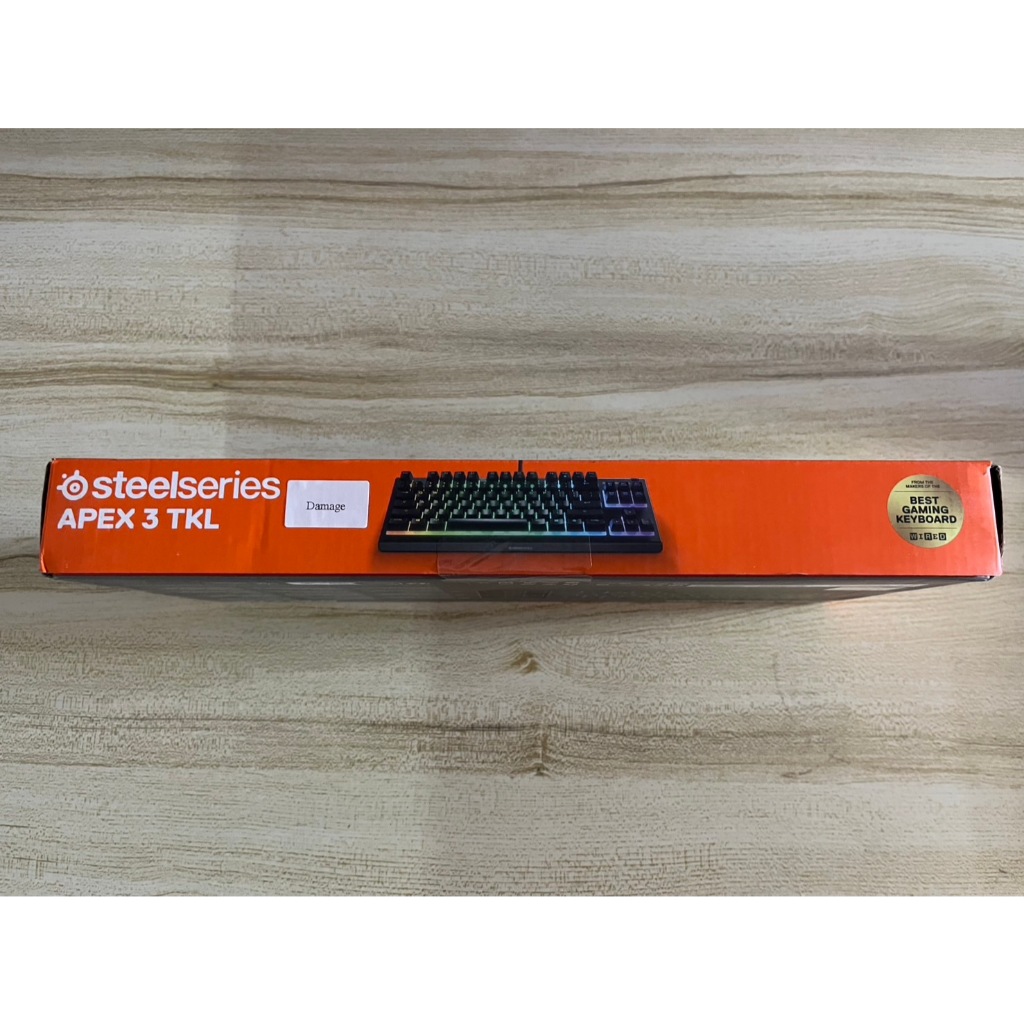 steelseries
APEX 3 TKL
Damage
FROM THE
MAKERS OF THE
BEST
GAMING
KEYBOARD
WIRED